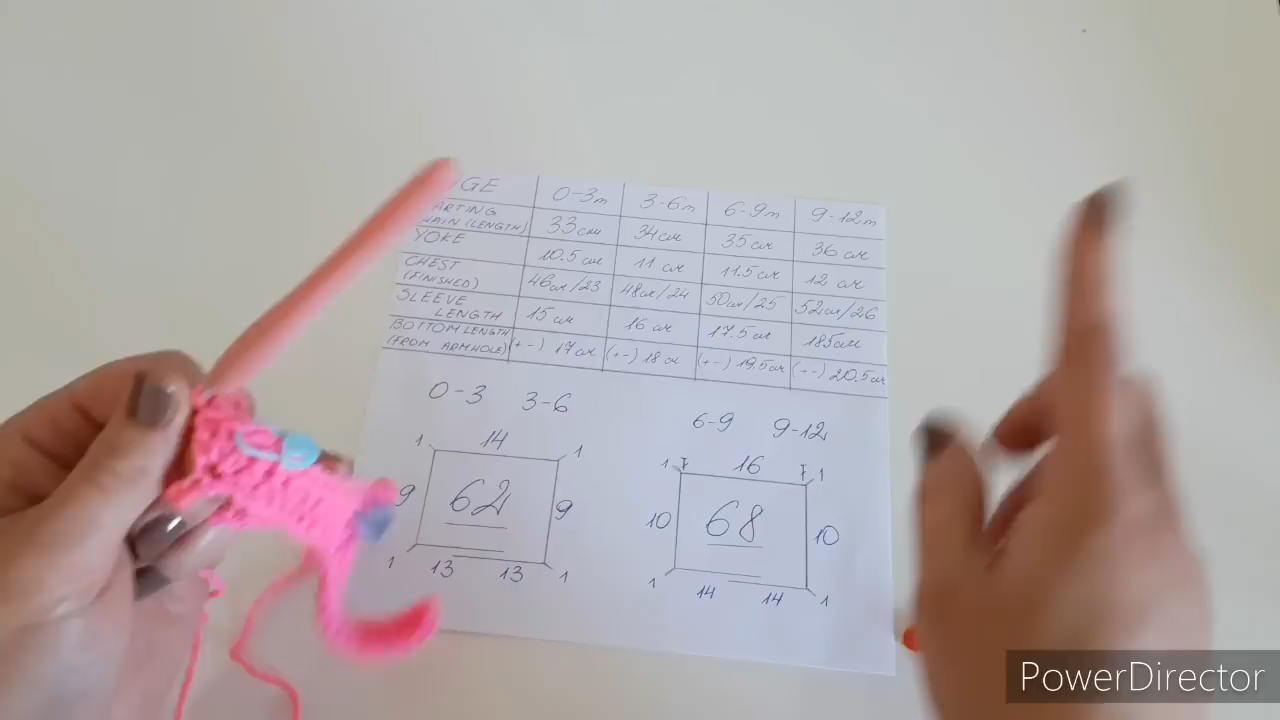 GE 0-3m 3-6m 6-9m 9-12m
ARTING
HAIN (LENGTH) 33cm 34cm 35cm 36cm
YOKE 10.5cm 11cm 11.5cm 12cm
CHEST
(FINISHED) 46cm/23 48cm/24 50cm/25 52cm/26
SLEEVE
LENGTH 15cm 16cm 17.5cm 18.5cm
BOTTOM LENGTH
(FROM ARMHOLE) (+-) 17cm (+-) 18cm (+-) 19.5cm (+-) 20.5cm
0-3 3-6
1 14 1
9 62 9
1 13 13 1
6-9 9-12
1 16 1
10 68 10
1 14 14 1
PowerDirector